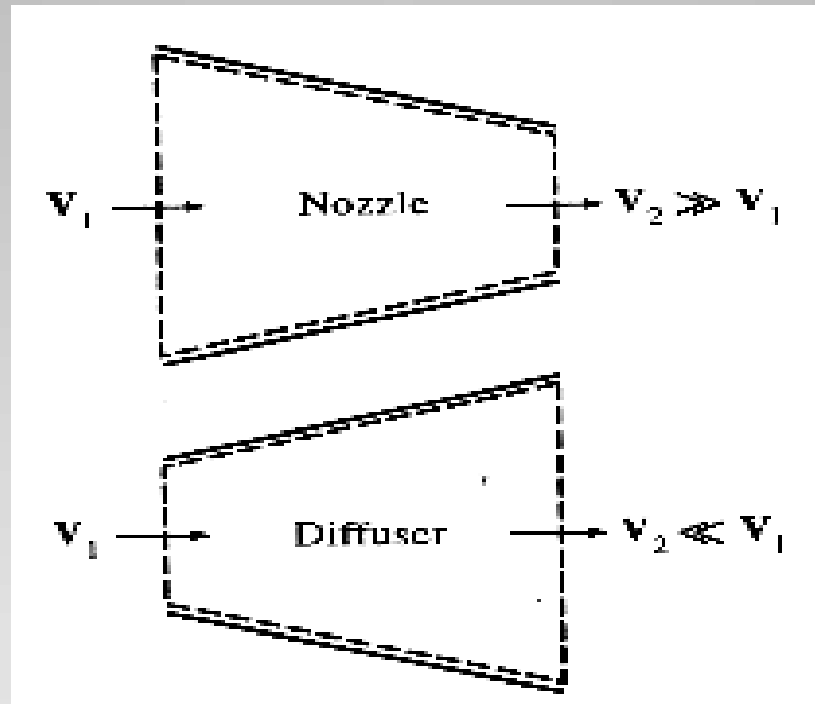 V₁ Nozzle V₂ ≫ V₁
V₁ Diffuser V₂ ≪ V₁